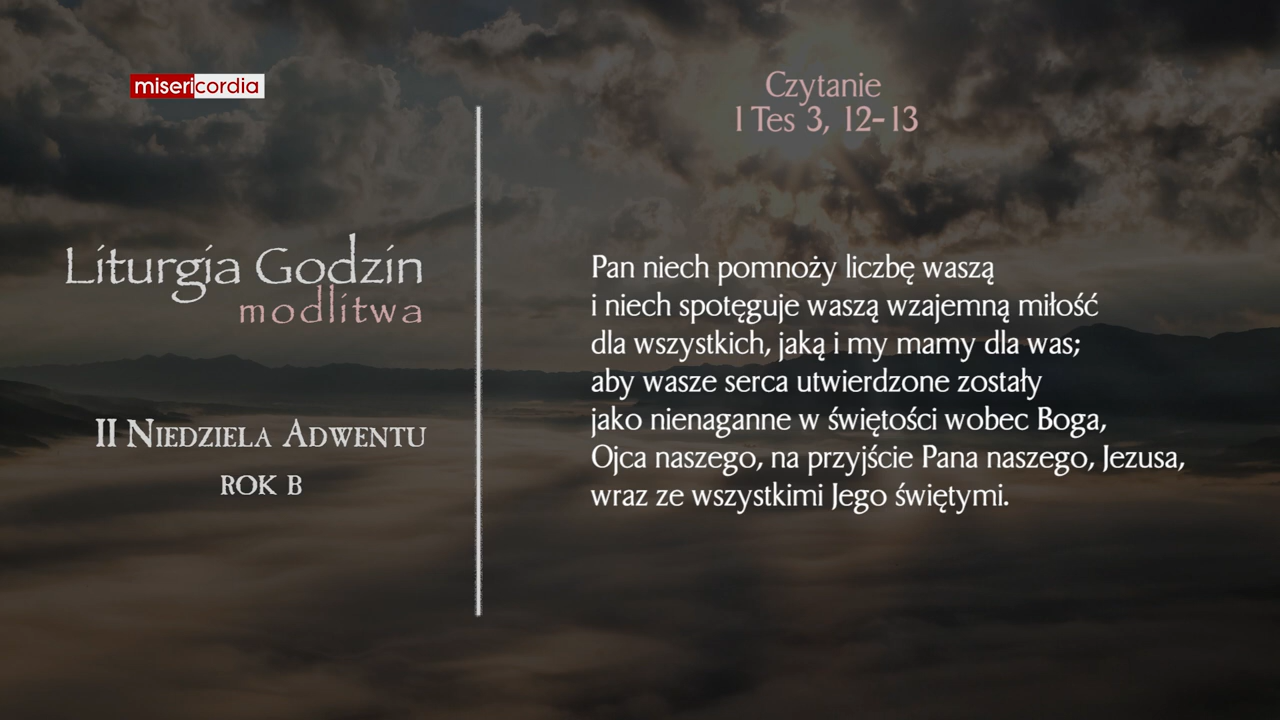 misericordia
Liturgia Godzin
modlitwa
II Niedziela Adwentu
rok B
Czytanie
1 Tes 3, 12-13
Pan niech pomnoży liczbę waszą
i niech spotęguje waszą wzajemną miłość
dla wszystkich, jaką i my mamy dla was;
aby wasze serca utwierdzone zostały
jako nienaganne w świętości wobec Boga,
Ojca naszego, na przyjście Pana naszego, Jezusa,
wraz ze wszystkimi Jego świętymi.